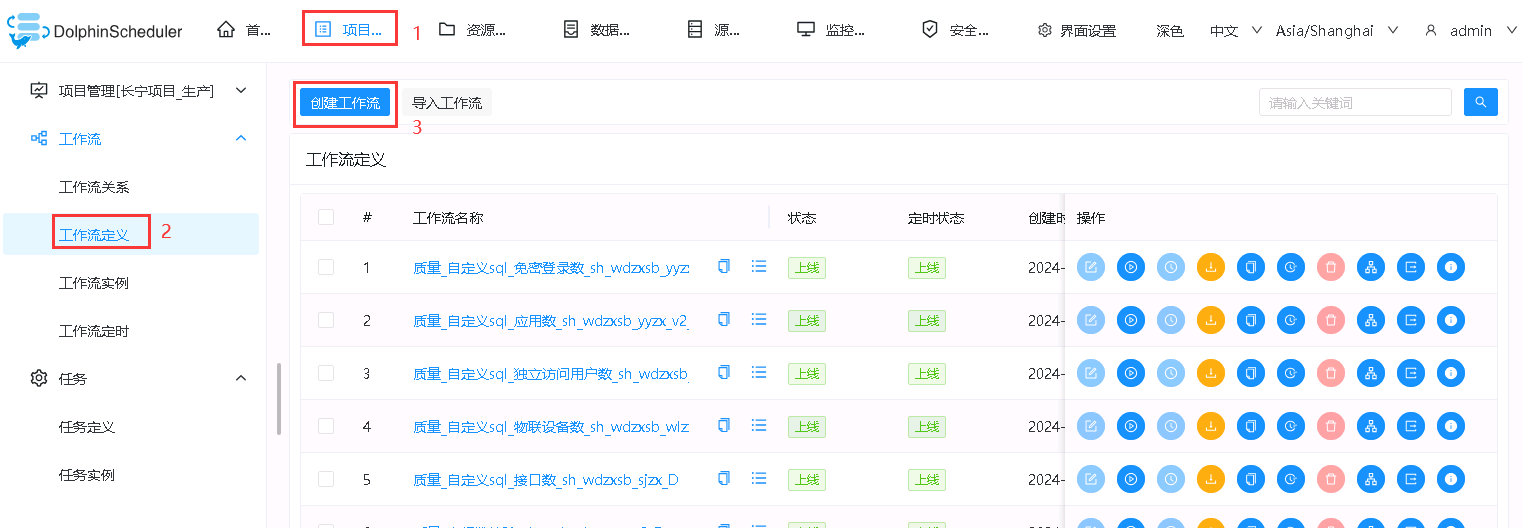 DolphinScheduler 首... 项目... 1 资源... 数据... 源... 监控... 安全... 界面设置 深色 中文 Asia/Shanghai admin
项目管理[长宁项目_生产]
工作流
工作流关系
工作流定义 2
工作流实例
工作流定时
任务
任务定义
任务实例
创建工作流 导入工作流 请输入关键词
3
工作流定义
# 工作流名称 状态 定时状态 创建时 操作
1 质量_自定义sql_免密登录数_sh_wdzxsb_yyz 上线 上线 2024-
2 质量_自定义sql_应用数_sh_wdzxsb_yyzx_v2_ 上线 上线 2024-
3 质量_自定义sql_独立访问用户数_sh_wdzxsb_ 上线 上线 2024-
4 质量_自定义sql_物联设备数_sh_wdzxsb_wlz 上线 上线 2024-
5 质量_自定义sql_接口数_sh_wdzxsb_sjzx_D 上线 上线 2024-